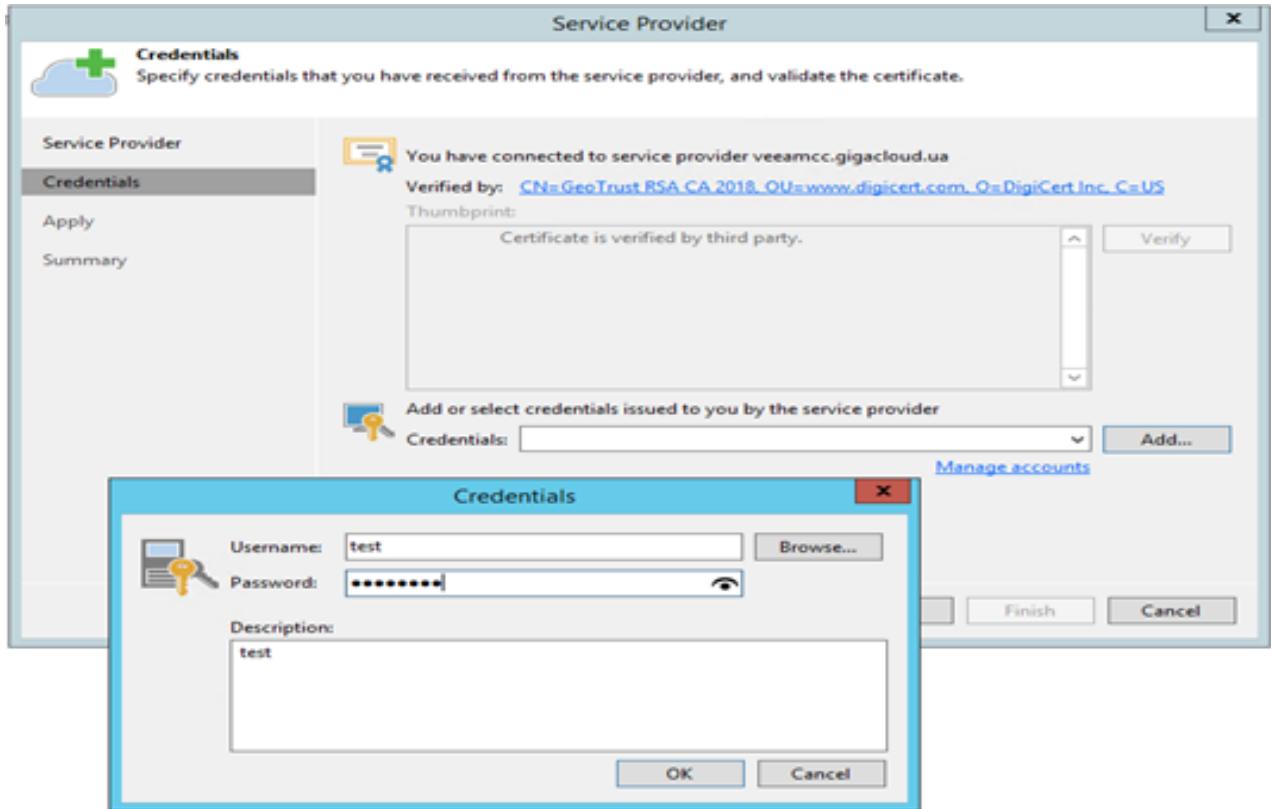 Service Provider
Credentials
Specify credentials that you have received from the service provider, and validate the certificate.
Service Provider
Credentials
Apply
Summary
You have connected to service provider veeamcc.gigacloud.ua
Verified by: CN=GeoTrust RSA CA 2018, OU=www.digicert.com, O=DigiCert Inc, C=US
Thumbprint:
Certificate is verified by third party.
Verify
Add or select credentials issued to you by the service provider
Credentials:
Add...
Manage accounts
Credentials
Username: test
Browse...
Password: ••••••••
Description:
test
OK
Cancel
Finish
Cancel